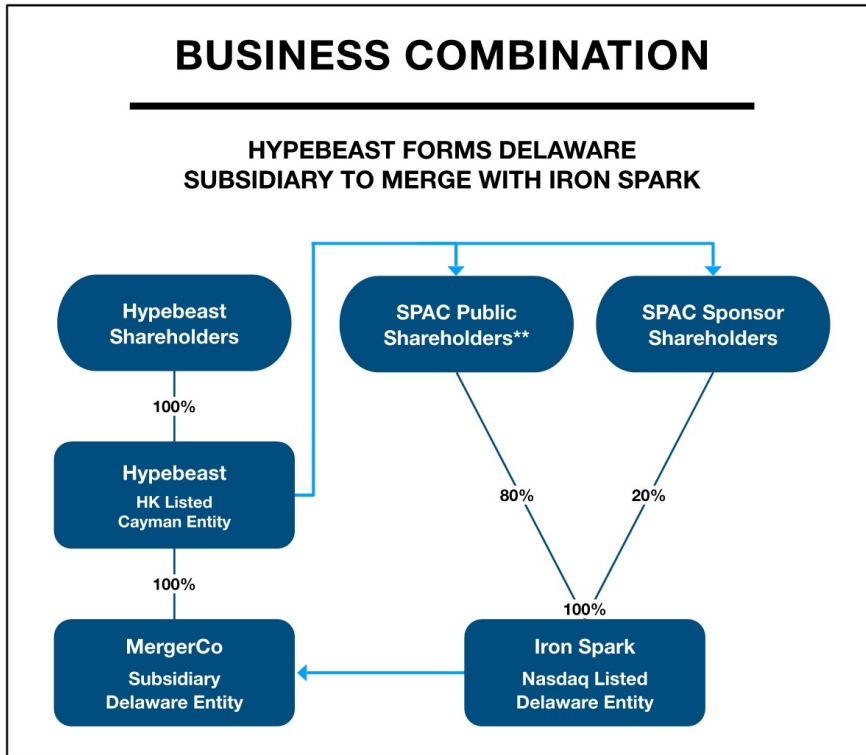 BUSINESS COMBINATION
HYPEBEAST FORMS DELAWARE
SUBSIDIARY TO MERGE WITH IRON SPARK
Hypebeast
Shareholders
SPAC Public
Shareholders**
SPAC Sponsor
Shareholders
100%
Hypebeast
HK Listed
Cayman Entity
80%
20%
100%
100%
MergerCo
Subsidiary
Delaware Entity
Iron Spark
Nasdaq Listed
Delaware Entity